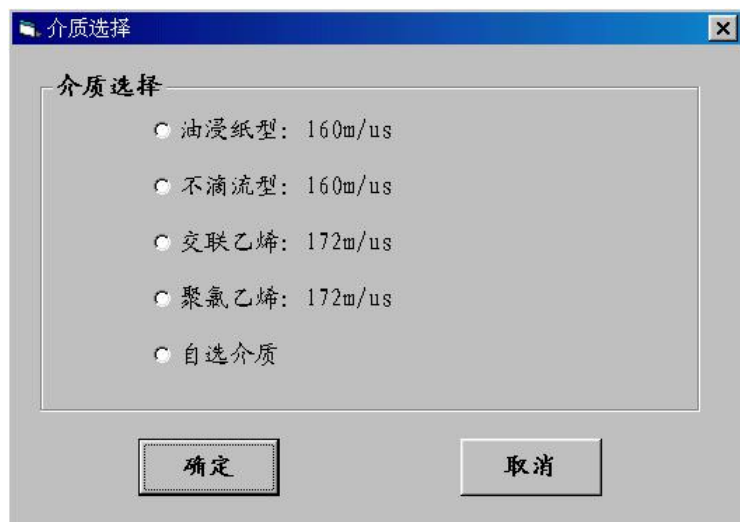 介质选择
介质选择
油浸纸型: 160m/us
不滴流型: 160m/us
交联乙烯: 172m/us
聚氯乙烯: 172m/us
自选介质
确定 取消